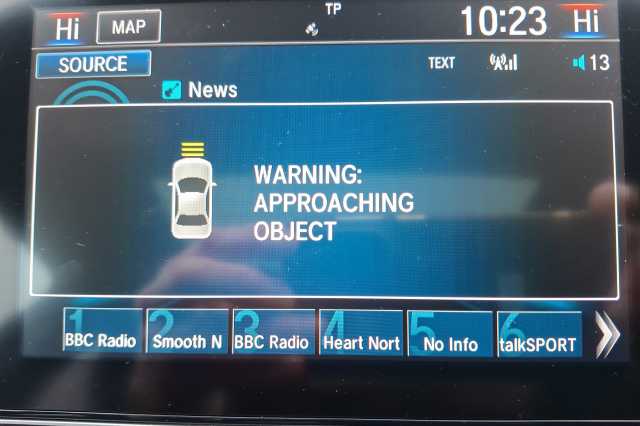 Hi MAP TP 10:23 Hi
SOURCE TEXT 13
News
WARNING:
APPROACHING
OBJECT
1 2 3 4 5 6
BBC Radio Smooth N BBC Radio Heart Nort No Info talkSPORT